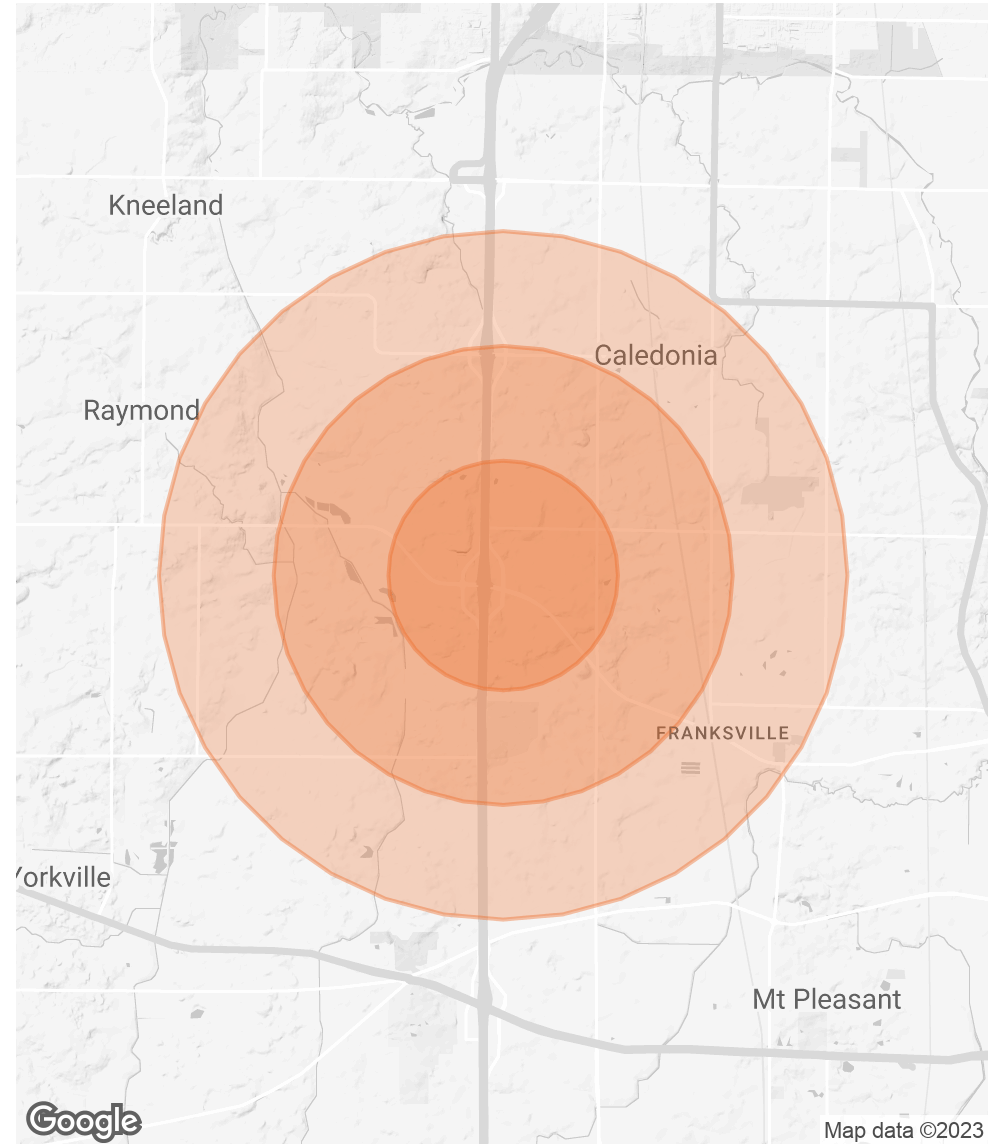 Kneeland
Caledonia
Raymond
FRANKSVILLE
Yorkville
Mt Pleasant
Google
Map data ©2023